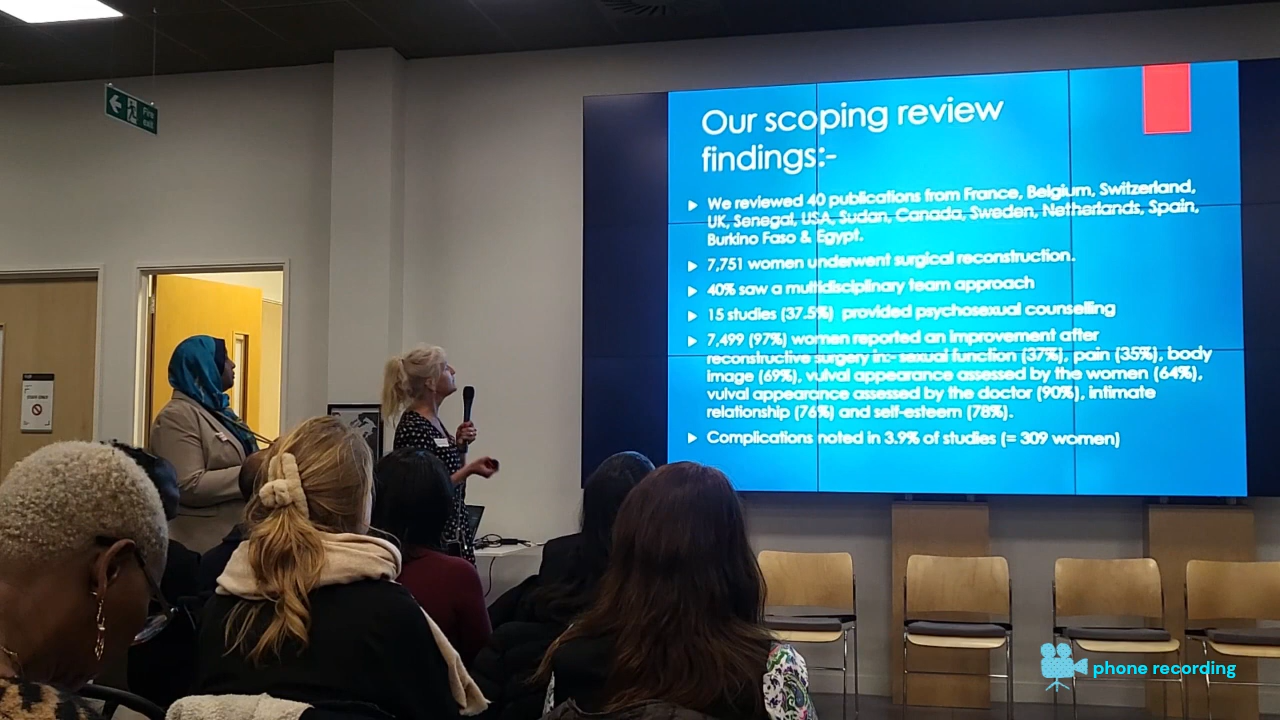 Fire
exit
Our scoping review
findings:-
We reviewed 40 publications from France, Belgium, Switzerland,
UK, Senegal, USA, Sudan, Canada, Sweden, Netherlands, Spain,
Burkino Faso & Egypt.
7,751 women underwent surgical reconstruction.
40% saw a multidisciplinary team approach
15 studies (37.5%) provided psychosexual counselling
7,499 (97%) women reported an improvement after
reconstructive surgery in:- sexual function (37%), pain (35%), body
image (69%), vulval appearance assessed by the women (64%),
vulval appearance assessed by the doctor (90%), intimate
relationship (76%) and self-esteem (78%).
Complications noted in 3.9% of studies (= 309 women)
phone recording